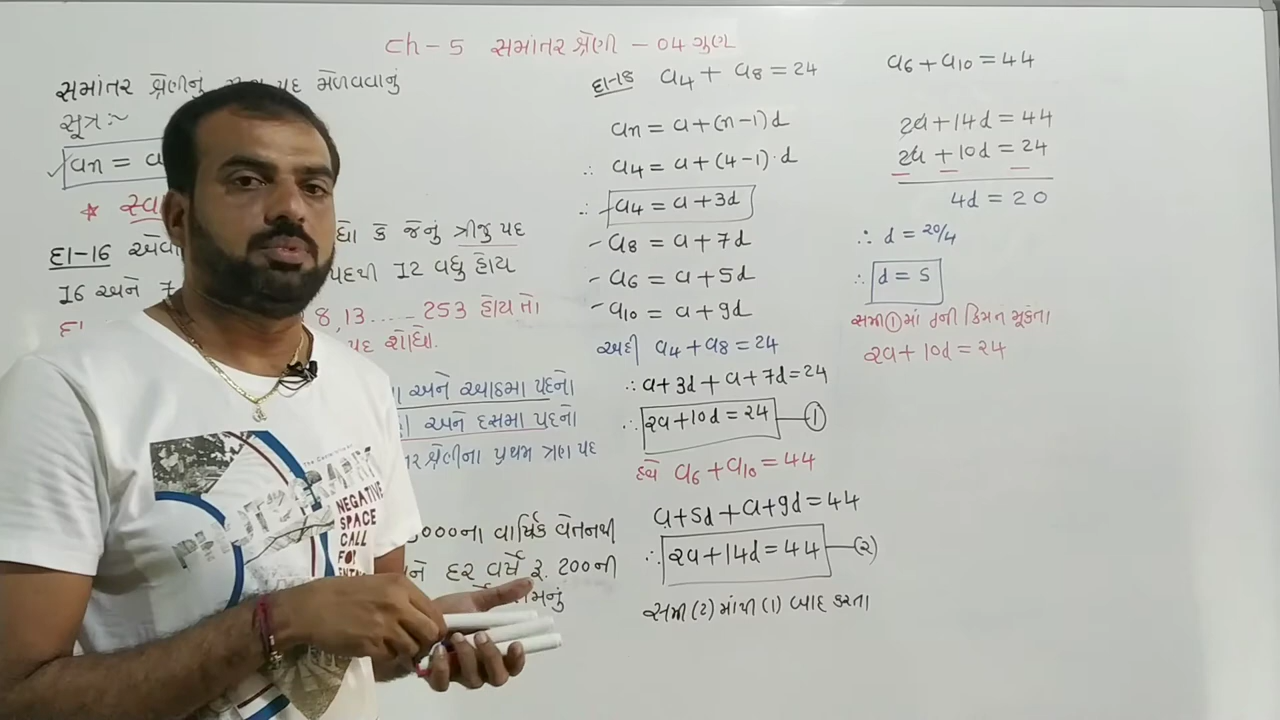 Ch - 5 સમાંતર શ્રેણી - 04 ગુણ
સમાંતર શ્રેણીનું પદ મેળવવાનું
સૂત્ર:-
an = a
* સ્વા
દા-16 એવી શોધો કે જેનું ત્રીજુ પદ
16 અને 7 પદથી 12 વધુ હોય
8, 13 ..... 253 હોય તો
પદ શોધો.
અને આઠમા પદનો
અને દસમા પદનો
શ્રેણીના પ્રથમ ત્રણ પદ
000ના વાર્ષિક વેતનથી
ને દર વર્ષે રૂ. 200ની
દા-18 a4 + a8 = 24
an = a + (n-1)d
∴ a4 = a + (4-1).d
∴ a4 = a + 3d
- a8 = a + 7d
- a6 = a + 5d
- a10 = a + 9d
અહી a4 + a8 = 24
∴ a + 3d + a + 7d = 24
∴ 2a + 10d = 24 — ①
હવે a6 + a10 = 44
a + 5d + a + 9d = 44
∴ 2a + 14d = 44 — (2)
સમી (2) માંથી (1) બાદ કરતા
a6 + a10 = 44
2a + 14d = 44
2a + 10d = 24
4d = 20
∴ d = 20/4
∴ d = 5
સમી ① માં dની કિંમત મૂકતા
2a + 10d = 24
NEGATIVE
SPACE
CALL
FOR